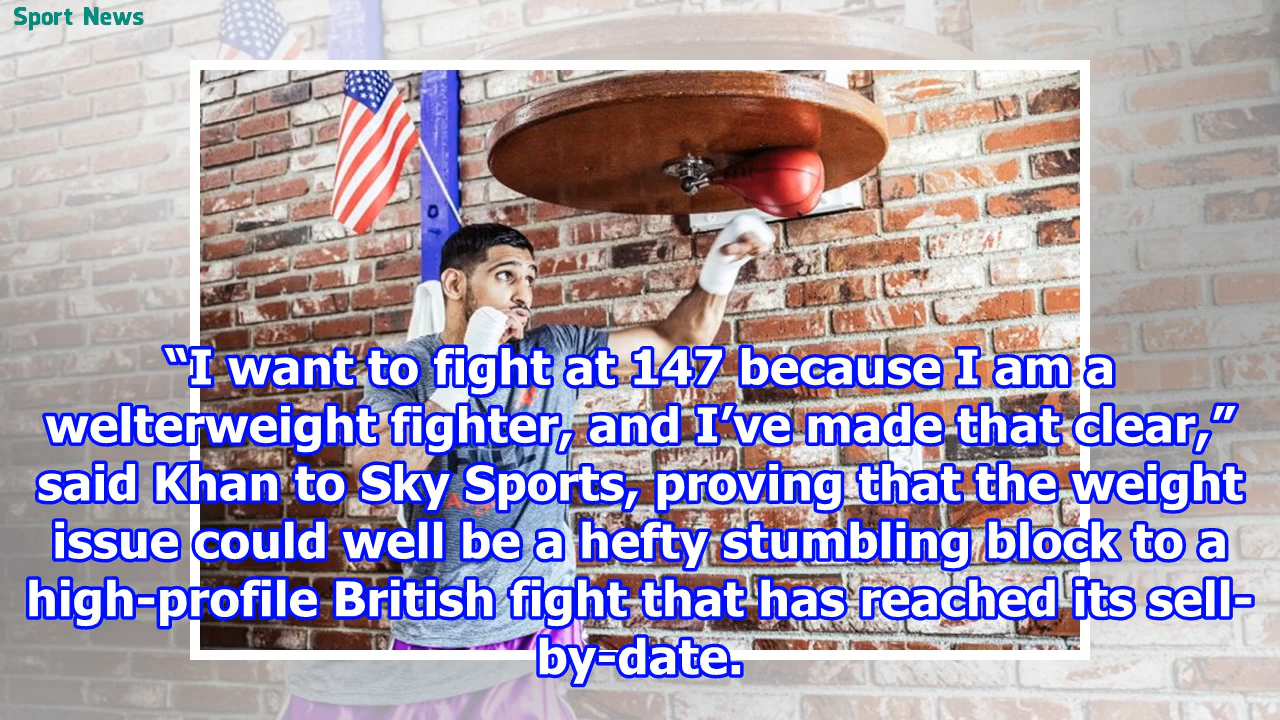 Sport News
“I want to fight at 147 because I am a
welterweight fighter, and I’ve made that clear,”
said Khan to Sky Sports, proving that the weight
issue could well be a hefty stumbling block to a
high-profile British fight that has reached its sell-
by-date.